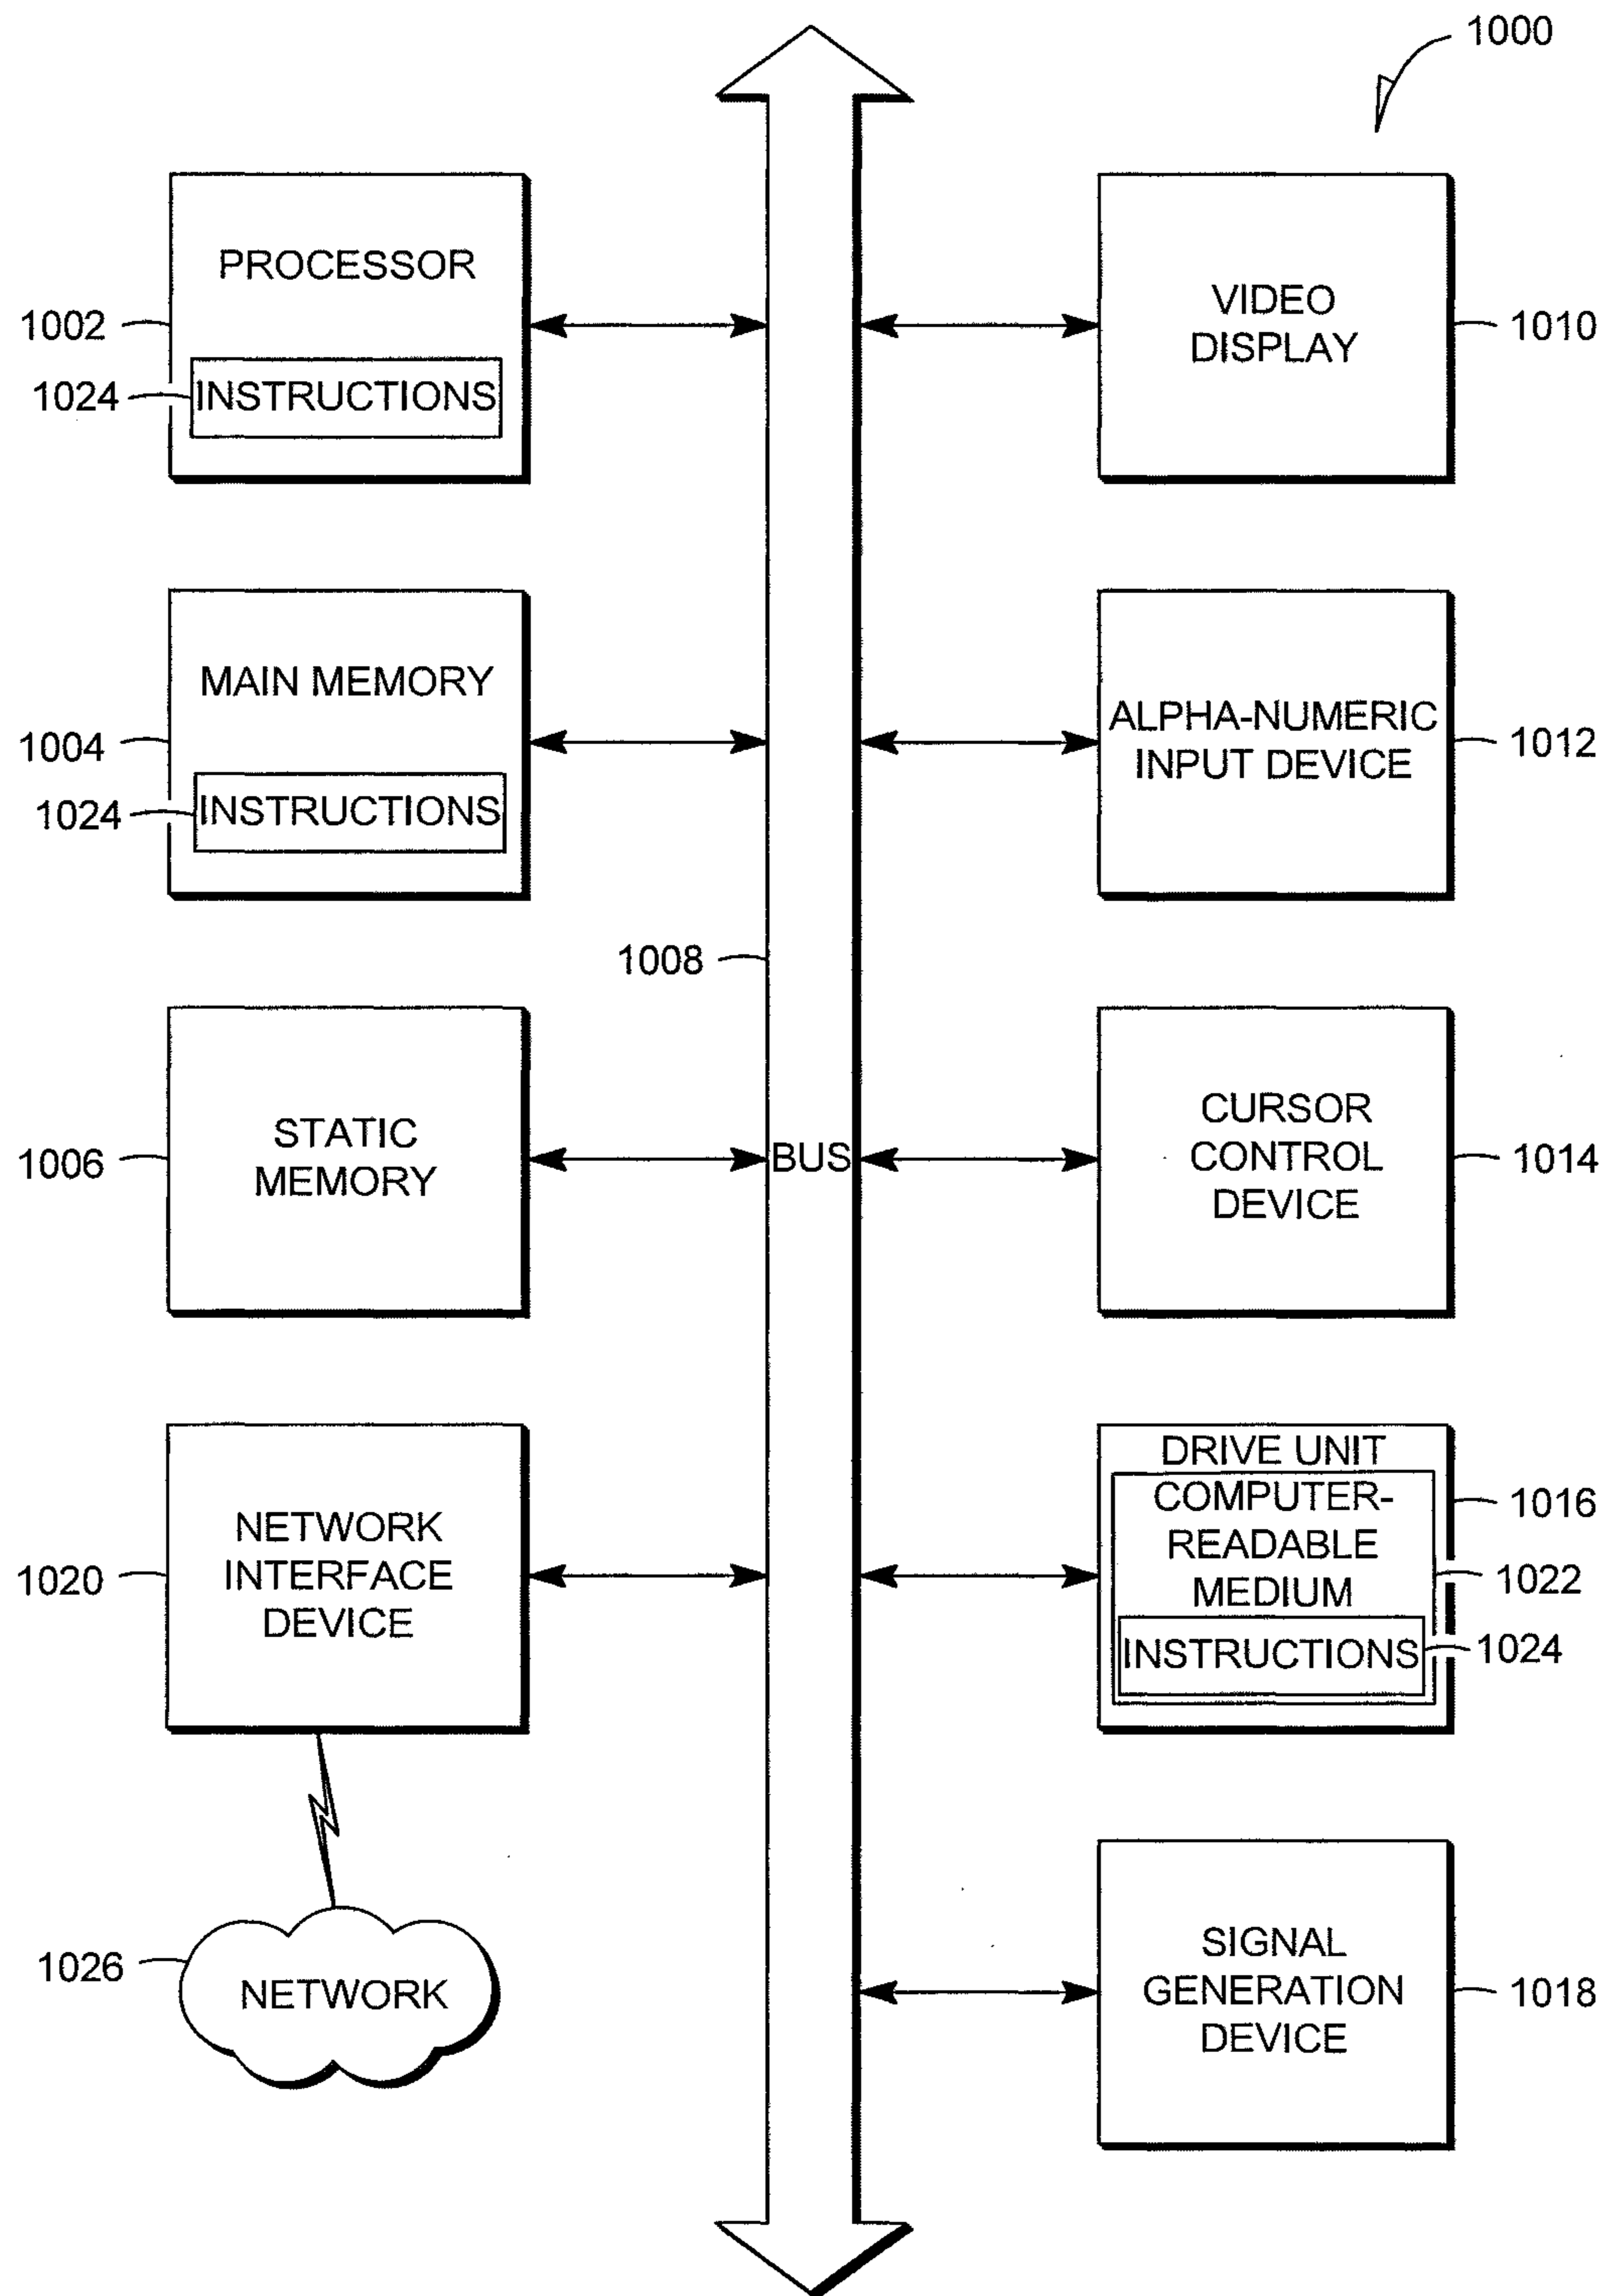 1000
PROCESSOR
1002
1024
INSTRUCTIONS
VIDEO
DISPLAY
1010
MAIN MEMORY
1004
1024
INSTRUCTIONS
ALPHA-NUMERIC
INPUT DEVICE
1012
1008
STATIC
MEMORY
1006
BUS
CURSOR
CONTROL
DEVICE
1014
NETWORK
INTERFACE
DEVICE
1020
DRIVE UNIT
COMPUTER-
READABLE
MEDIUM
1016
1022
INSTRUCTIONS
1024
1026
NETWORK
SIGNAL
GENERATION
DEVICE
1018